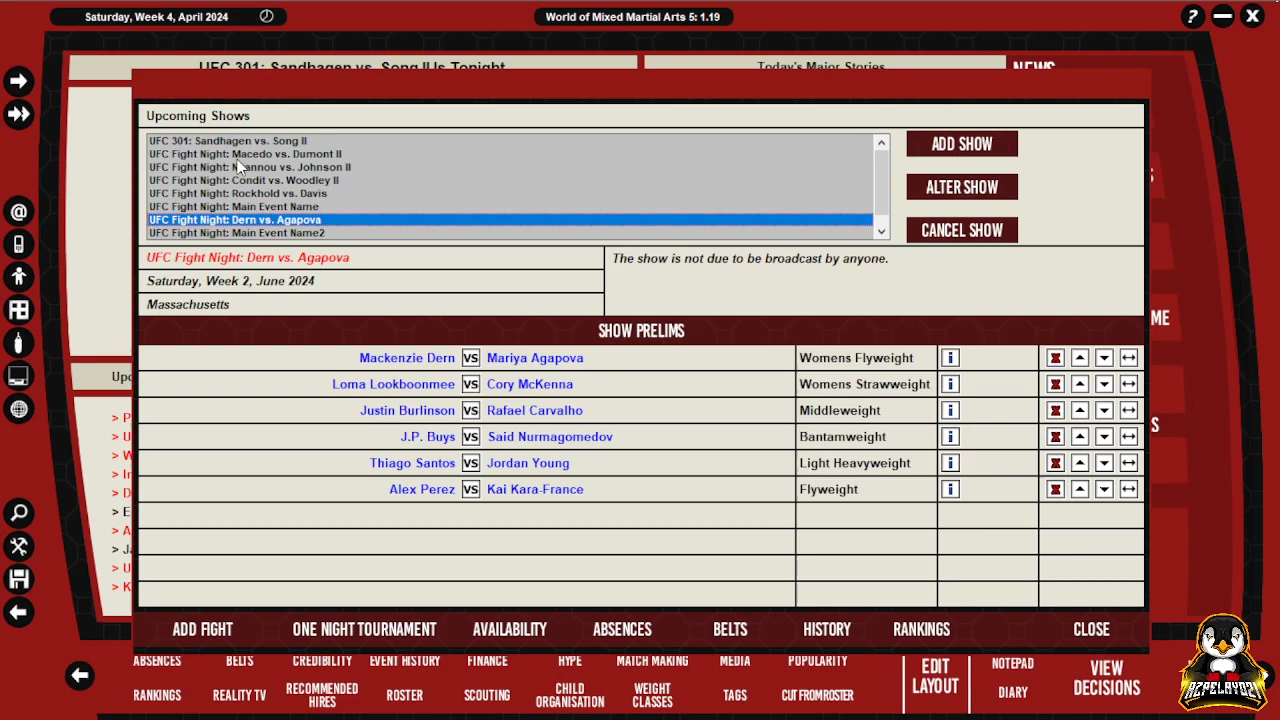 Saturday, Week 4, April 2024
World of Mixed Martial Arts 5: 1.19
?
UFC 301: Sandhagen vs. Song II Is Tonight
Today's Major Stories
NEWS
Upcoming Shows
UFC 301: Sandhagen vs. Song II
UFC Fight Night: Macedo vs. Dumont II
UFC Fight Night: vs. Johnson II
UFC Fight Night: Condit vs. Woodley II
UFC Fight Night: Rockhold vs. Davis
UFC Fight Night: Main Event Name
UFC Fight Night: Dern vs. Agapova
UFC Fight Night: Main Event Name2
ADD SHOW
ALTER SHOW
CANCEL SHOW
UFC Fight Night: Dern vs. Agapova
The show is not due to be broadcast by anyone.
Saturday, Week 2, June 2024
Massachusetts
SHOW PRELIMS
Mackenzie Dern VS Mariya Agapova Womens Flyweight i
Loma Lookboonmee VS Cory McKenna Womens Strawweight i
Justin Burlinson VS Rafael Carvalho Middleweight i
J.P. Buys VS Said Nurmagomedov Bantamweight i
Thiago Santos VS Jordan Young Light Heavyweight i
Alex Perez VS Kai Kara-France Flyweight i
ADD FIGHT ONE NIGHT TOURNAMENT AVAILABILITY ABSENCES BELTS HISTORY RANKINGS CLOSE
ABSENCES BELTS CREDIBILITY EVENT HISTORY FINANCE HYPE MATCH MAKING MEDIA POPULARITY
RANKINGS REALITY TV RECOMMENDED HIRES ROSTER SCOUTING CHILD ORGANISATION WEIGHT CLASSES TAGS CUT FROM ROSTER
EDIT LAYOUT
NOTEPAD
DIARY
VIEW DECISIONS
ACPELAYO21